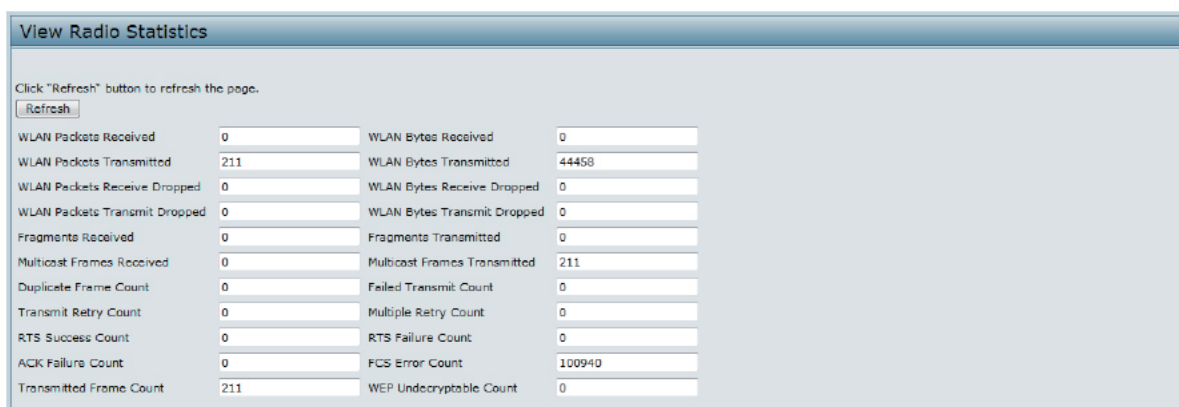 View Radio Statistics
Click "Refresh" button to refresh the page.
Refresh
WLAN Packets Received 0 WLAN Bytes Received 0
WLAN Packets Transmitted 211 WLAN Bytes Transmitted 44458
WLAN Packets Receive Dropped 0 WLAN Bytes Receive Dropped 0
WLAN Packets Transmit Dropped 0 WLAN Bytes Transmit Dropped 0
Fragments Received 0 Fragments Transmitted 0
Multicast Frames Received 0 Multicast Frames Transmitted 211
Duplicate Frame Count 0 Failed Transmit Count 0
Transmit Retry Count 0 Multiple Retry Count 0
RTS Success Count 0 RTS Failure Count 0
ACK Failure Count 0 FCS Error Count 100940
Transmitted Frame Count 211 WEP Undecryptable Count 0